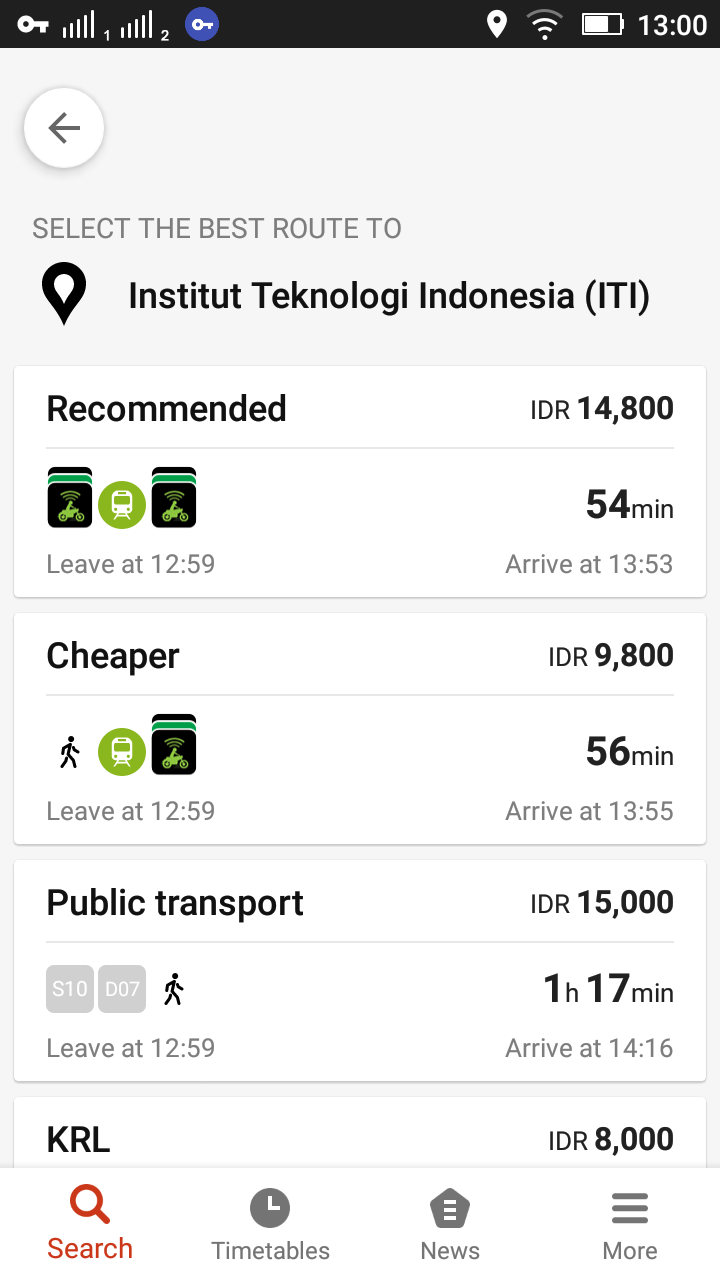 1 2 13:00
SELECT THE BEST ROUTE TO
Institut Teknologi Indonesia (ITI)
Recommended IDR 14,800
54min
Leave at 12:59 Arrive at 13:53
Cheaper IDR 9,800
56min
Leave at 12:59 Arrive at 13:55
Public transport IDR 15,000
S10 D07 1h 17min
Leave at 12:59 Arrive at 14:16
KRL IDR 8,000
Search Timetables News More